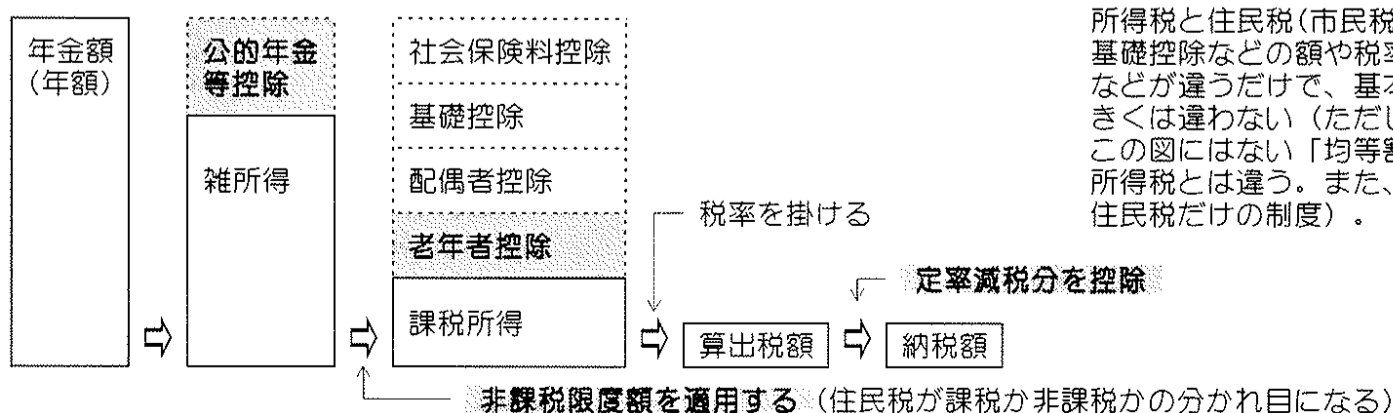 年金額
(年額)
公的年金
等控除
雑所得
社会保険料控除
基礎控除
配偶者控除
老年者控除
課税所得
税率を掛ける
算出税額
定率減税分を控除
納税額
非課税限度額を適用する（住民税が課税か非課税かの分かれ目になる）
所得税と住民税(市民税
基礎控除などの額や税率
などが違うだけで、基本
きくは違わない（ただし
この図にはない「均等割
所得税とは違う。また、
住民税だけの制度）。